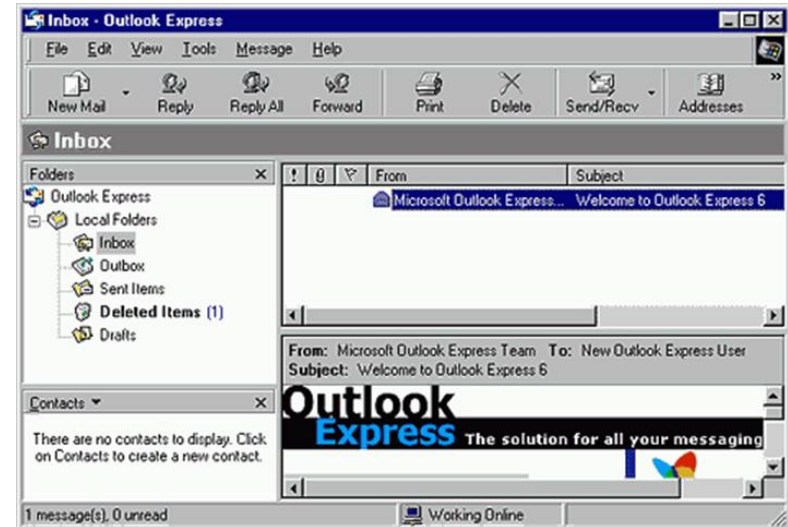 Inbox - Outlook Express
File Edit View Tools Message Help
New Mail Reply Reply All Forward Print Delete Send/Recv Addresses »
Inbox
Folders
Outlook Express
Local Folders
Inbox
Outbox
Sent Items
Deleted Items (1)
Drafts
! From Subject
Microsoft Outlook Express... Welcome to Outlook Express 6
From: Microsoft Outlook Express Team To: New Outlook Express User
Subject: Welcome to Outlook Express 6
Contacts
There are no contacts to display. Click
on Contacts to create a new contact.
Outlook
Express The solution for all your messaging
1 message(s), 0 unread Working Online